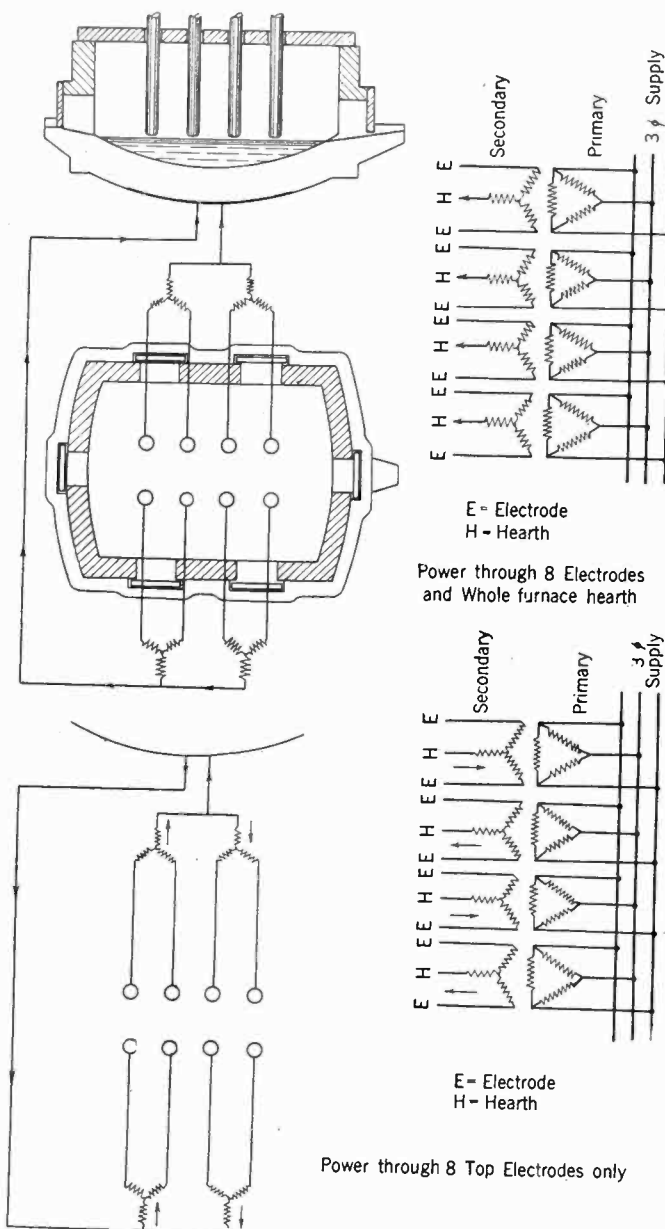 Secondary
Primary
3 ϕ Supply
E
H
E
E
H
E
E
H
E
E
H
E
E = Electrode
H - Hearth
Power through 8 Electrodes
and Whole furnace hearth
Secondary
Primary
3 ϕ
Supply
E
H
E
E
H
E
E
H
E
E
H
E
E = Electrode
H - Hearth
Power through 8 Top Electrodes only